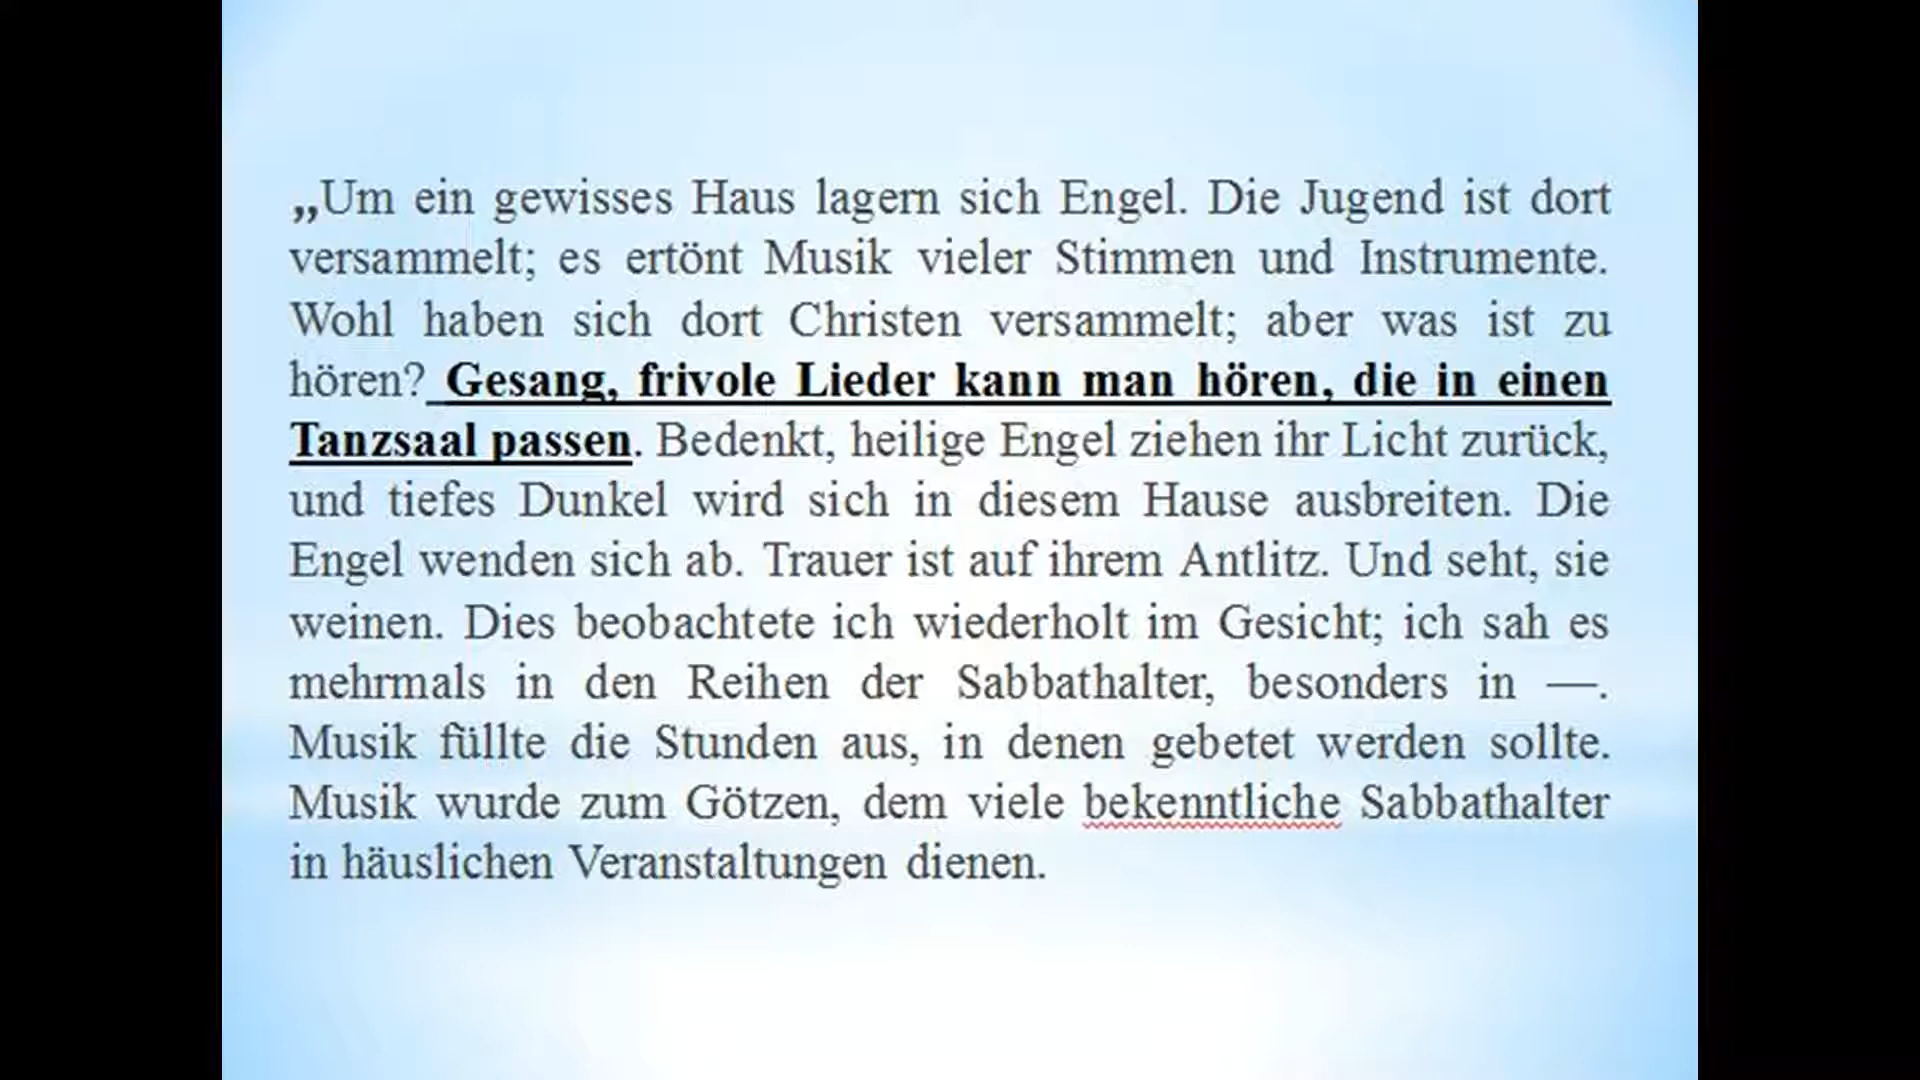 „Um ein gewisses Haus lagern sich Engel. Die Jugend ist dort
versammelt; es ertönt Musik vieler Stimmen und Instrumente.
Wohl haben sich dort Christen versammelt; aber was ist zu
hören? Gesang, frivole Lieder kann man hören, die in einen
Tanzsaal passen. Bedenkt, heilige Engel ziehen ihr Licht zurück,
und tiefes Dunkel wird sich in diesem Hause ausbreiten. Die
Engel wenden sich ab. Trauer ist auf ihrem Antlitz. Und seht, sie
weinen. Dies beobachtete ich wiederholt im Gesicht; ich sah es
mehrmals in den Reihen der Sabbathalter, besonders in —.
Musik füllte die Stunden aus, in denen gebetet werden sollte.
Musik wurde zum Götzen, dem viele bekenntliche Sabbathalter
in häuslichen Veranstaltungen dienen.